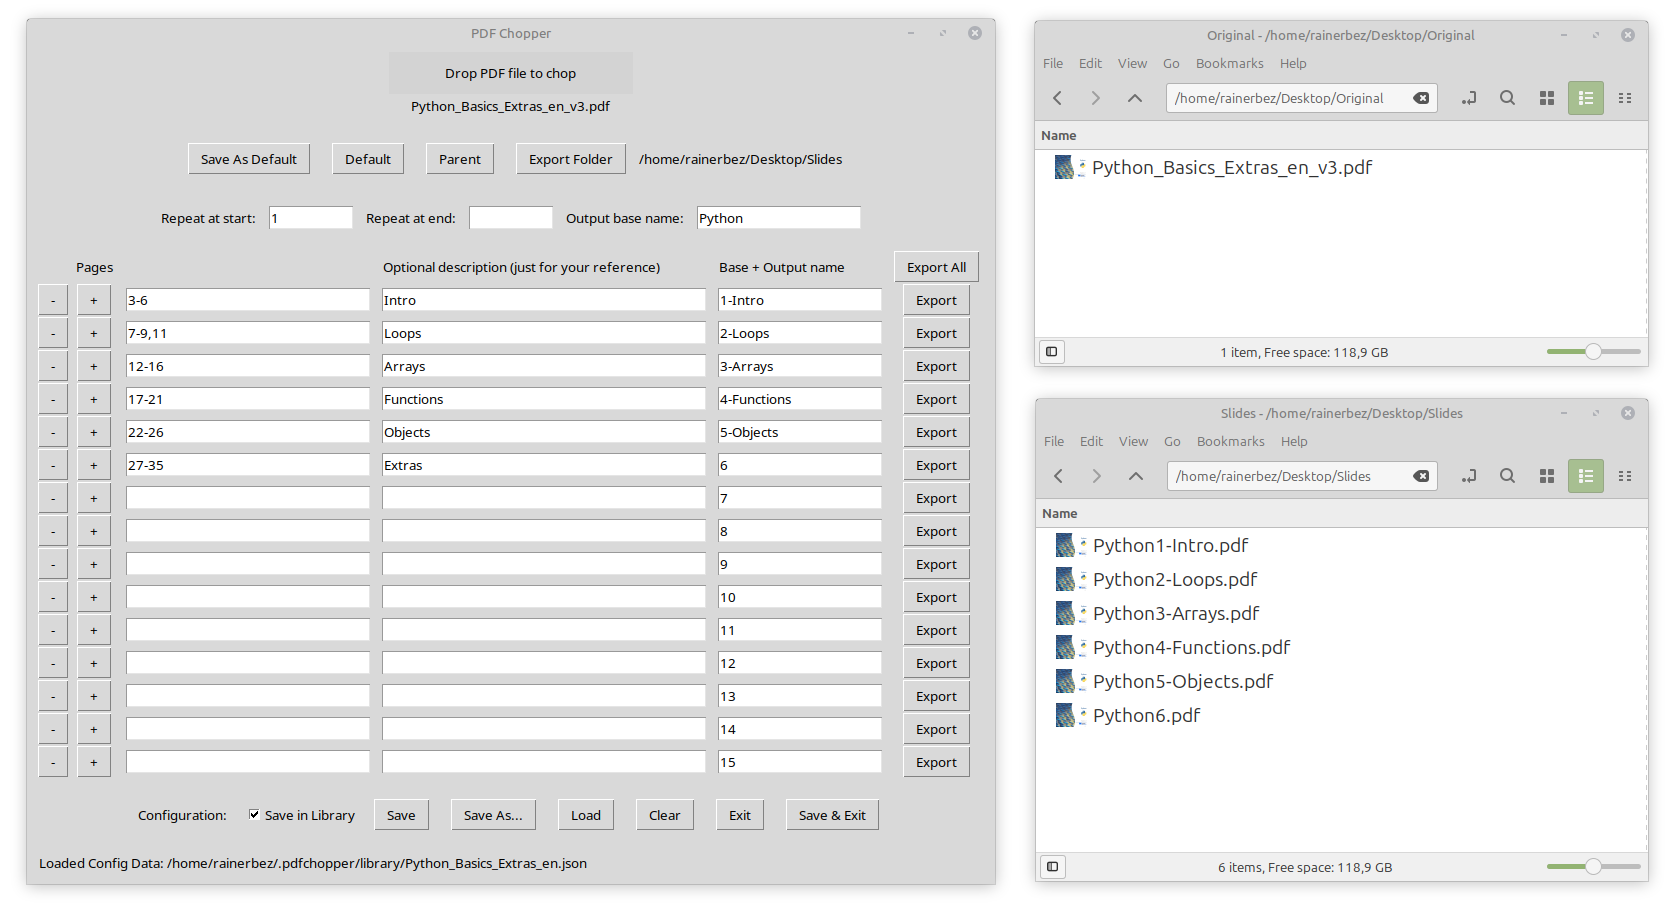 PDF Chopper
Drop PDF file to chop
Python_Basics_Extras_en_v3.pdf
Save As Default Default Parent Export Folder /home/rainerbez/Desktop/Slides
Repeat at start: 1 Repeat at end: Output base name: Python
Pages Optional description (just for your reference) Base + Output name Export All
- + 3-6 Intro 1-Intro Export
- + 7-9,11 Loops 2-Loops Export
- + 12-16 Arrays 3-Arrays Export
- + 17-21 Functions 4-Functions Export
- + 22-26 Objects 5-Objects Export
- + 27-35 Extras 6 Export
- + 7 Export
- + 8 Export
- + 9 Export
- + 10 Export
- + 11 Export
- + 12 Export
- + 13 Export
- + 14 Export
- + 15 Export
Configuration: Save in Library Save Save As... Load Clear Exit Save & Exit
Loaded Config Data: /home/rainerbez/.pdfchopper/library/Python_Basics_Extras_en.json
Original - /home/rainerbez/Desktop/Original
File Edit View Go Bookmarks Help
/home/rainerbez/Desktop/Original
Name
Python_Basics_Extras_en_v3.pdf
1 item, Free space: 118,9 GB
Slides - /home/rainerbez/Desktop/Slides
File Edit View Go Bookmarks Help
/home/rainerbez/Desktop/Slides
Name
Python1-Intro.pdf
Python2-Loops.pdf
Python3-Arrays.pdf
Python4-Functions.pdf
Python5-Objects.pdf
Python6.pdf
6 items, Free space: 118,9 GB